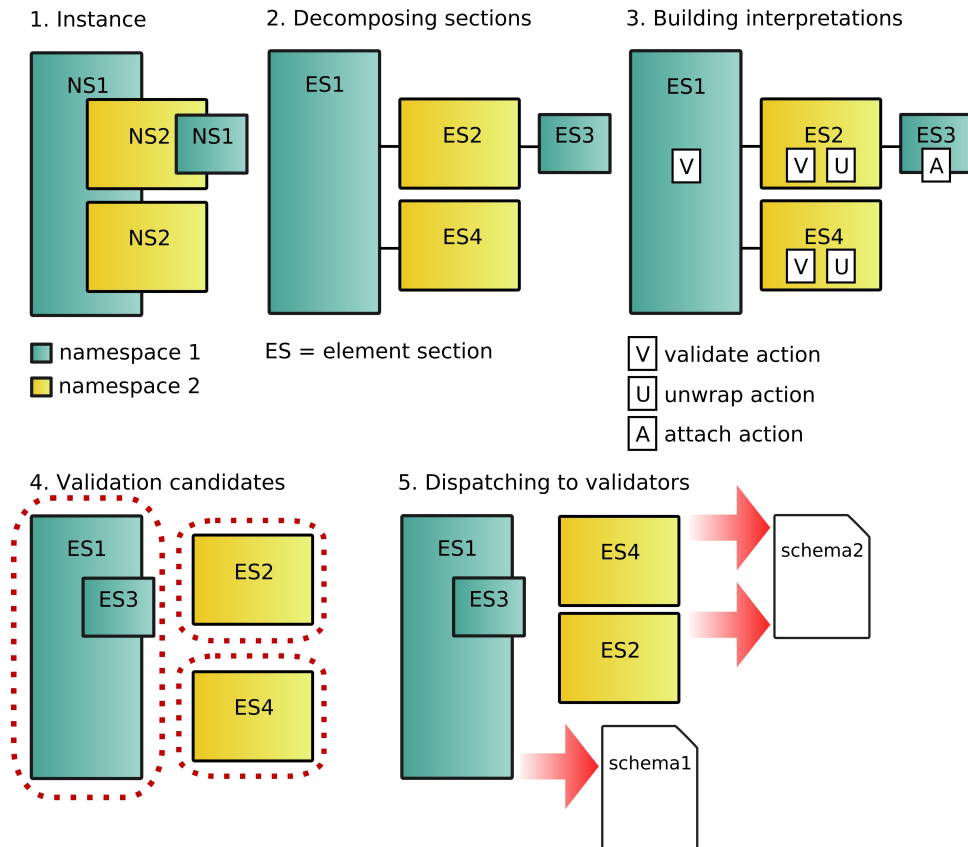 1. Instance
2. Decomposing sections
3. Building interpretations
NS1
NS2
NS1
NS2
ES1
ES2
ES3
ES4
ES1
V
ES2
V U
ES3
A
ES4
V U
namespace 1
namespace 2
ES = element section
V validate action
U unwrap action
A attach action
4. Validation candidates
5. Dispatching to validators
ES1
ES3
ES2
ES4
ES1
ES3
ES4
ES2
schema2
schema1